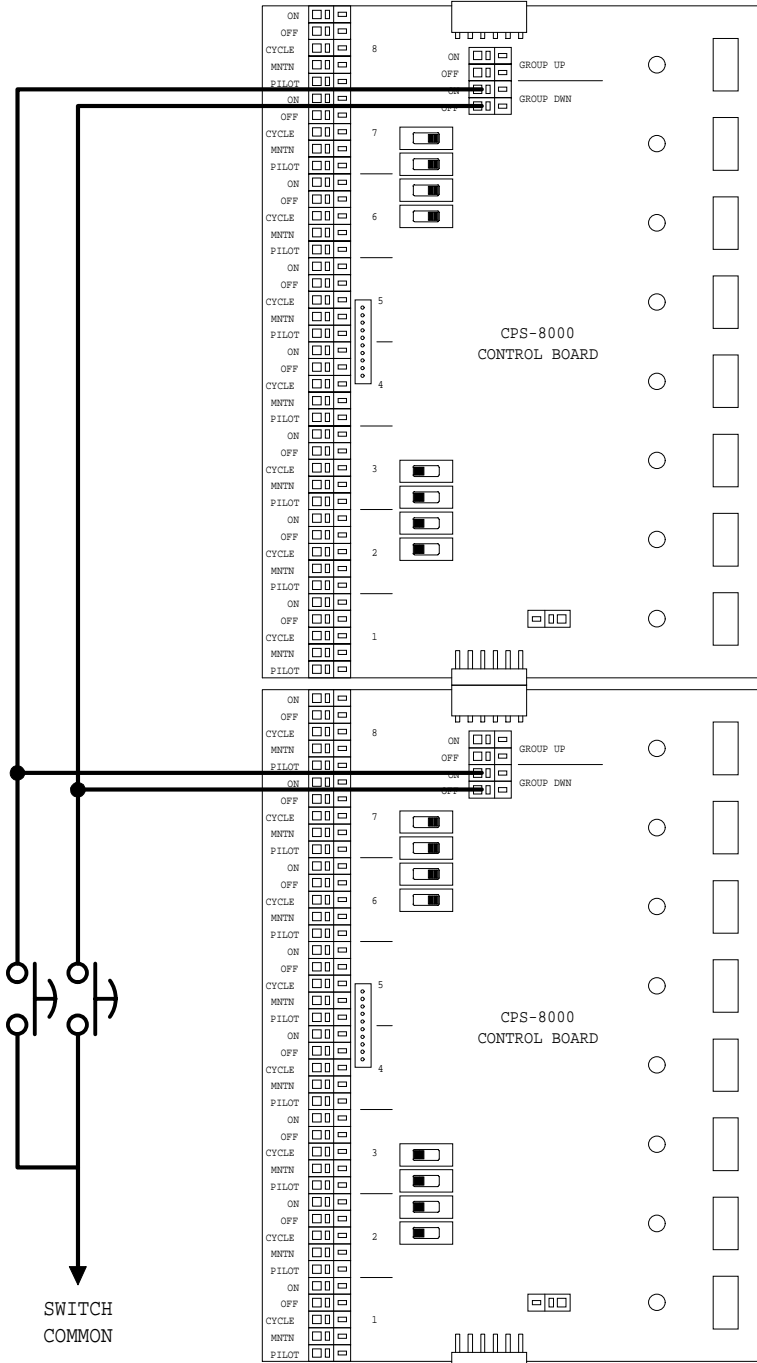 ON
OFF
CYCLE 8
MNTN
PILOT
ON
OFF
CYCLE 7
MNTN
PILOT
ON
OFF
CYCLE 6
MNTN
PILOT
ON
OFF
CYCLE 5
MNTN
PILOT
ON
OFF
CYCLE 4
MNTN
PILOT
ON
OFF
CYCLE 3
MNTN
PILOT
ON
OFF
CYCLE 2
MNTN
PILOT
ON
OFF
CYCLE 1
MNTN
PILOT
ON
GROUP UP
OFF
ON
GROUP DWN
OFF
CPS-8000
CONTROL BOARD
ON
OFF
CYCLE 8
MNTN
PILOT
ON
OFF
CYCLE 7
MNTN
PILOT
ON
OFF
CYCLE 6
MNTN
PILOT
ON
OFF
CYCLE 5
MNTN
PILOT
ON
OFF
CYCLE 4
MNTN
PILOT
ON
OFF
CYCLE 3
MNTN
PILOT
ON
OFF
CYCLE 2
MNTN
PILOT
ON
OFF
CYCLE 1
MNTN
PILOT
ON
GROUP UP
OFF
ON
GROUP DWN
OFF
CPS-8000
CONTROL BOARD
SWITCH
COMMON